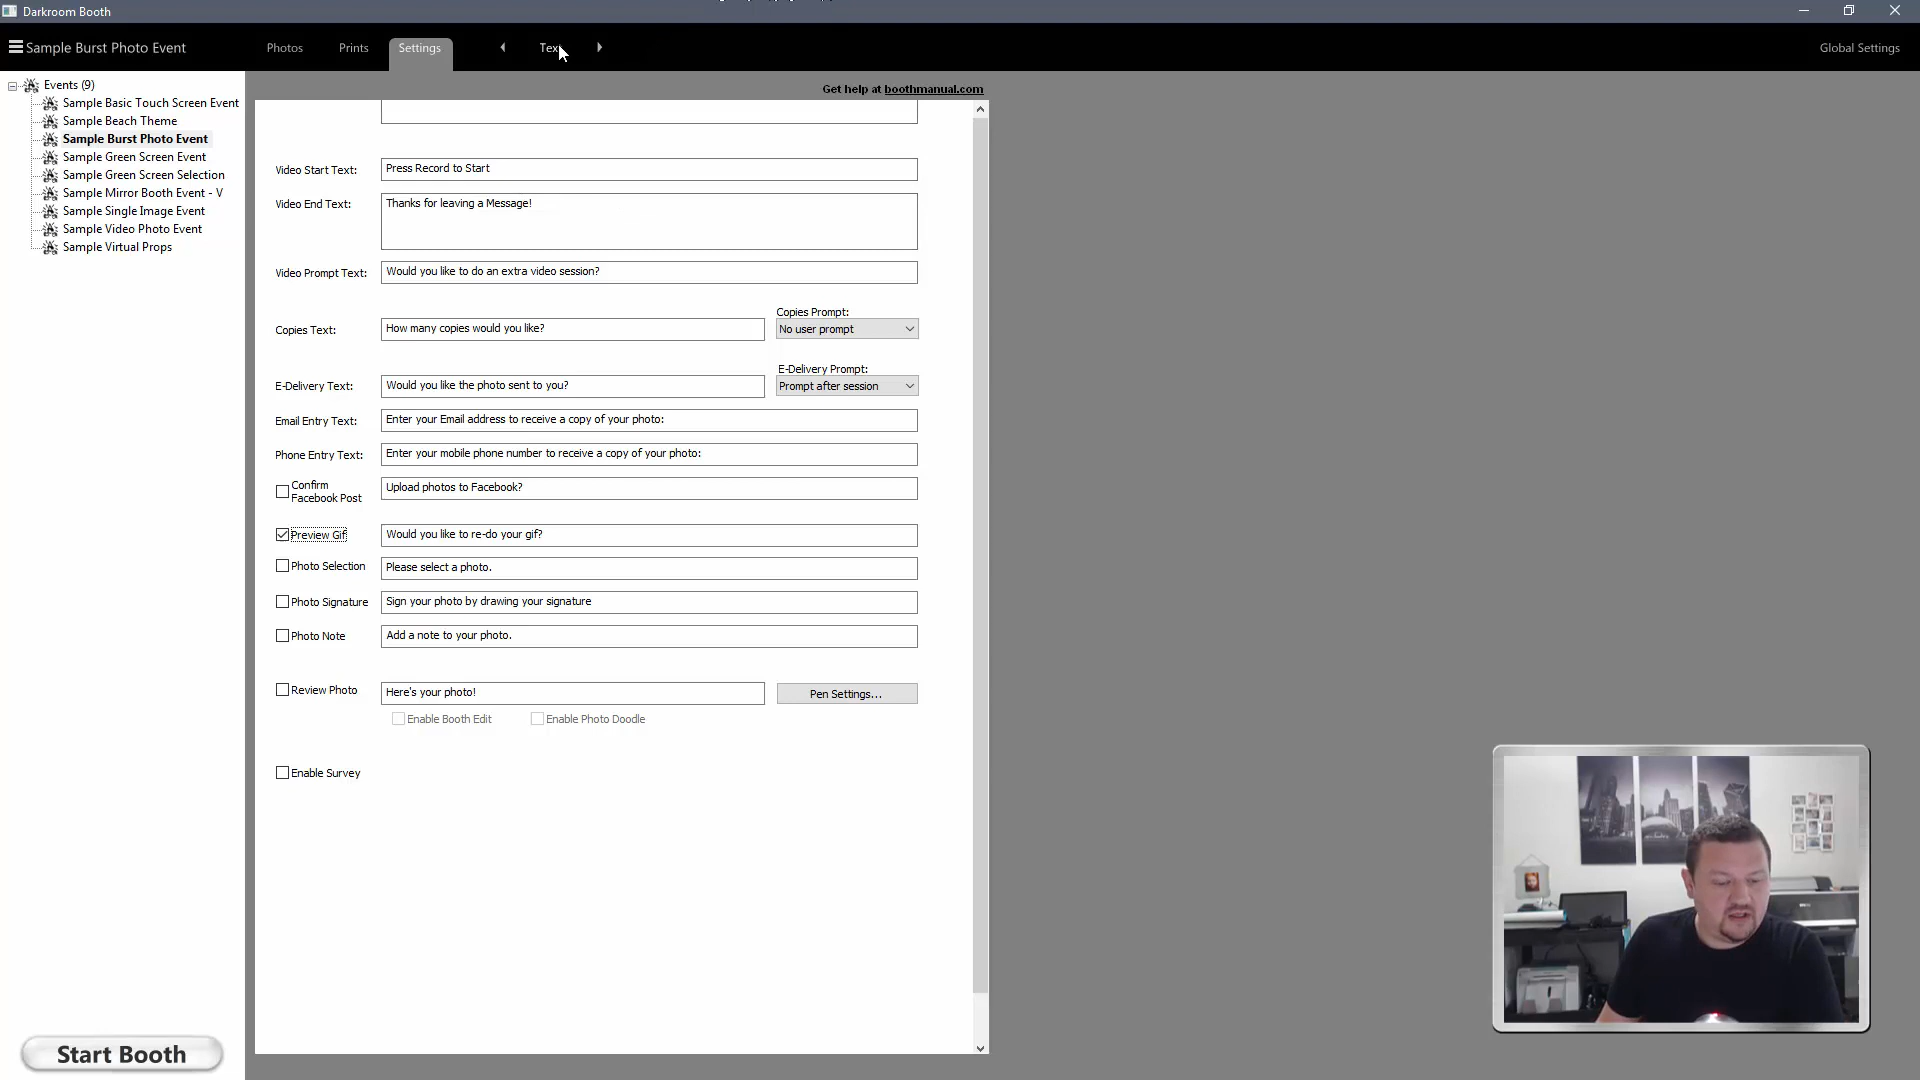 Darkroom Booth
Sample Burst Photo Event
Photos
Prints
Settings
Global Settings
Events (9)
Sample Basic Touch Screen Event
Sample Beach Theme
Sample Burst Photo Event
Sample Green Screen Event
Sample Green Screen Selection
Sample Mirror Booth Event - V
Sample Single Image Event
Sample Video Photo Event
Sample Virtual Props
Get help at boothmanual.com
Video Start Text: Press Record to Start
Video End Text: Thanks for leaving a Message!
Video Prompt Text: Would you like to do an extra video session?
Copies Prompt:
Copies Text: How many copies would you like? No user prompt
E-Delivery Prompt:
E-Delivery Text: Would you like the photo sent to you? Prompt after session
Email Entry Text: Enter your Email address to receive a copy of your photo:
Phone Entry Text: Enter your mobile phone number to receive a copy of your photo:
Confirm
Facebook Post
Upload photos to Facebook?
Preview Gif Would you like to re-do your gif?
Photo Selection Please select a photo.
Photo Signature Sign your photo by drawing your signature
Photo Note Add a note to your photo.
Review Photo Here's your photo! Pen Settings...
Enable Booth Edit Enable Photo Doodle
Enable Survey
Start Booth